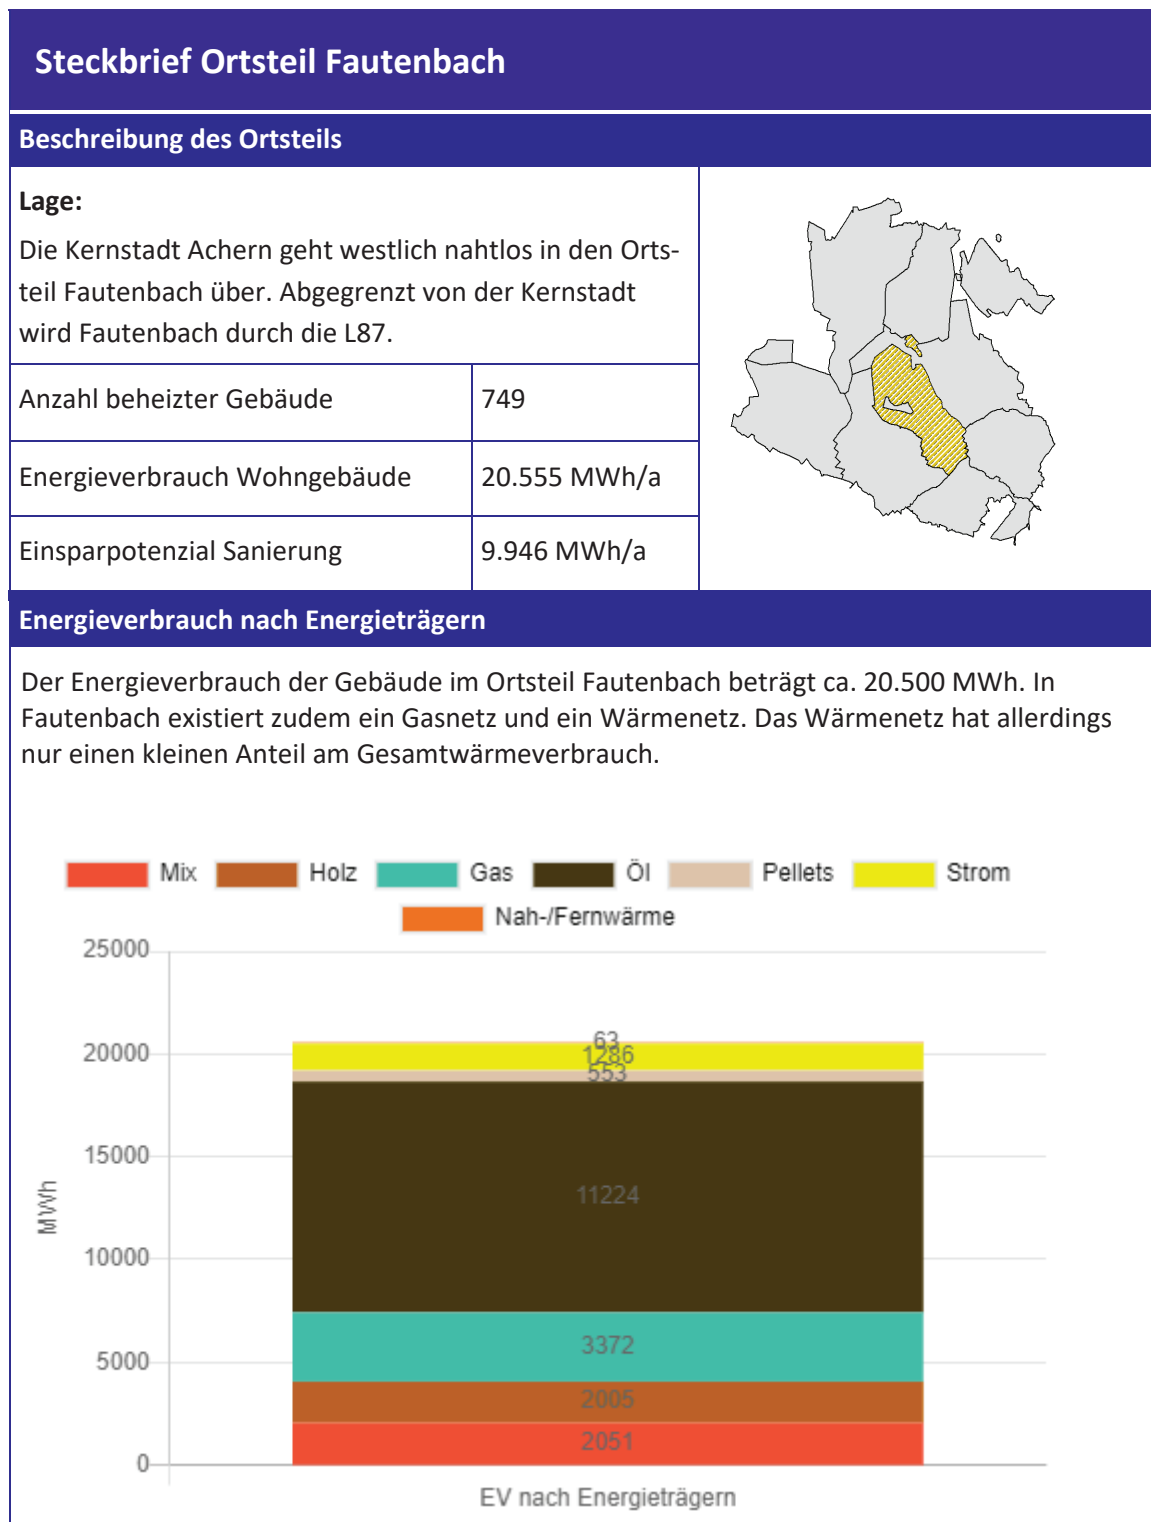 Steckbrief Ortsteil Fautenbach
Beschreibung des Ortsteils
Lage:
Die Kernstadt Achern geht westlich nahtlos in den Orts-
teil Fautenbach über. Abgegrenzt von der Kernstadt
wird Fautenbach durch die L87.
Anzahl beheizter Gebäude 749
Energieverbrauch Wohngebäude 20.555 MWh/a
Einsparpotenzial Sanierung 9.946 MWh/a
Energieverbrauch nach Energieträgern
Der Energieverbrauch der Gebäude im Ortsteil Fautenbach beträgt ca. 20.500 MWh. In
Fautenbach existiert zudem ein Gasnetz und ein Wärmenetz. Das Wärmenetz hat allerdings
nur einen kleinen Anteil am Gesamtwärmeverbrauch.
Mix Holz Gas Öl Pellets Strom
Nah-/Fernwärme
25000
20000
15000
10000
5000
0
MWh
63
1286
553
11224
3372
2005
2051
EV nach Energieträgern